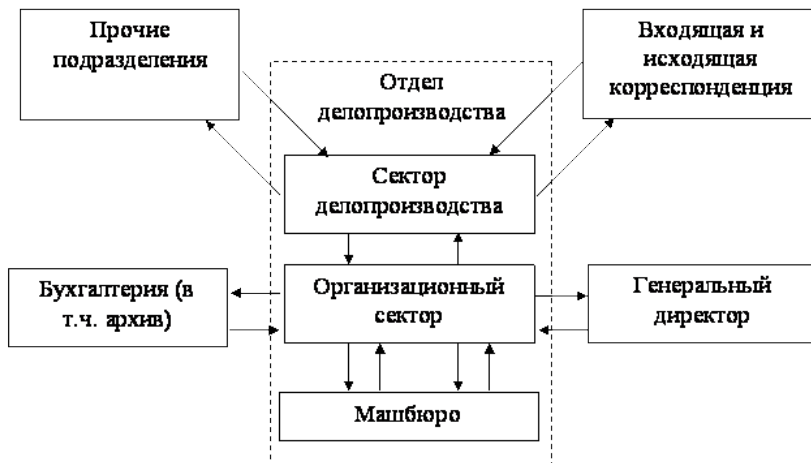 Прочие
подразделения
Входящая и
исходящая
корреспонденция
Отдел
делопроизводства
Сектор
делопроизводства
Бухгалтерия (в
т.ч. архив)
Организационный
сектор
Генеральный
директор
Машбюро